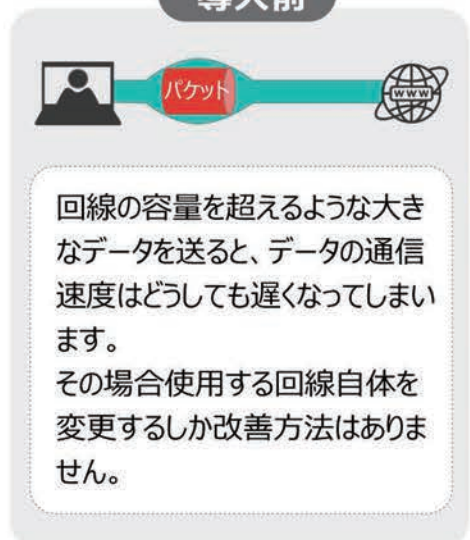 導入前
パケット
WWW
回線の容量を超えるような大き
なデータを送ると、データの通信
速度はどうしても遅くなってしまい
ます。
その場合使用する回線自体を
変更するしか改善方法はありま
せん。